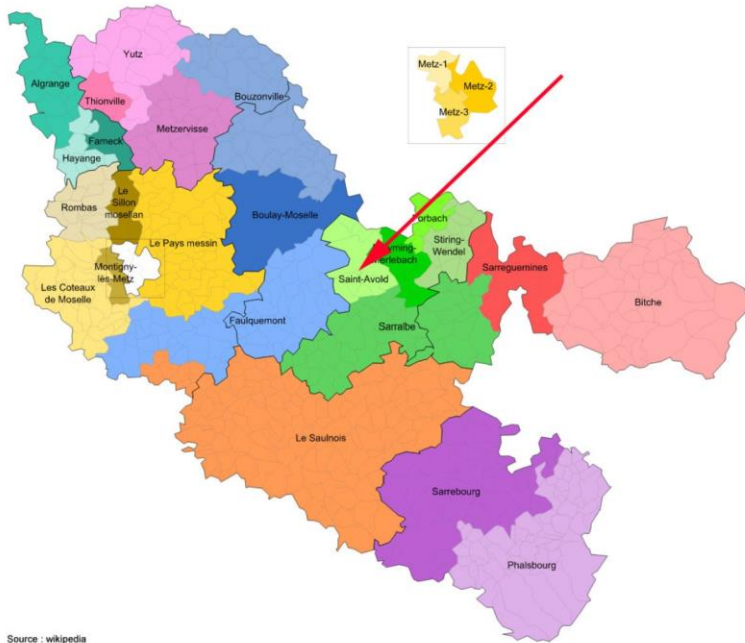 Yutz
Algrange
Thionville
Bouzonville
Metzervisse
Fameck
Hayange
Metz-1
Metz-2
Metz-3
Rombas
Le
Sillon
mosellan
Boulay-Moselle
Le Pays messin
Forbach
Stiring-
Wendel
Saint-Avold
Sarreguemines
Bitche
Les Coteaux
de Moselle
Montigny-
lès-Metz
Faulquemont
Sarralbe
Le Saulnois
Sarrebourg
Phalsbourg
Source : wikipedia